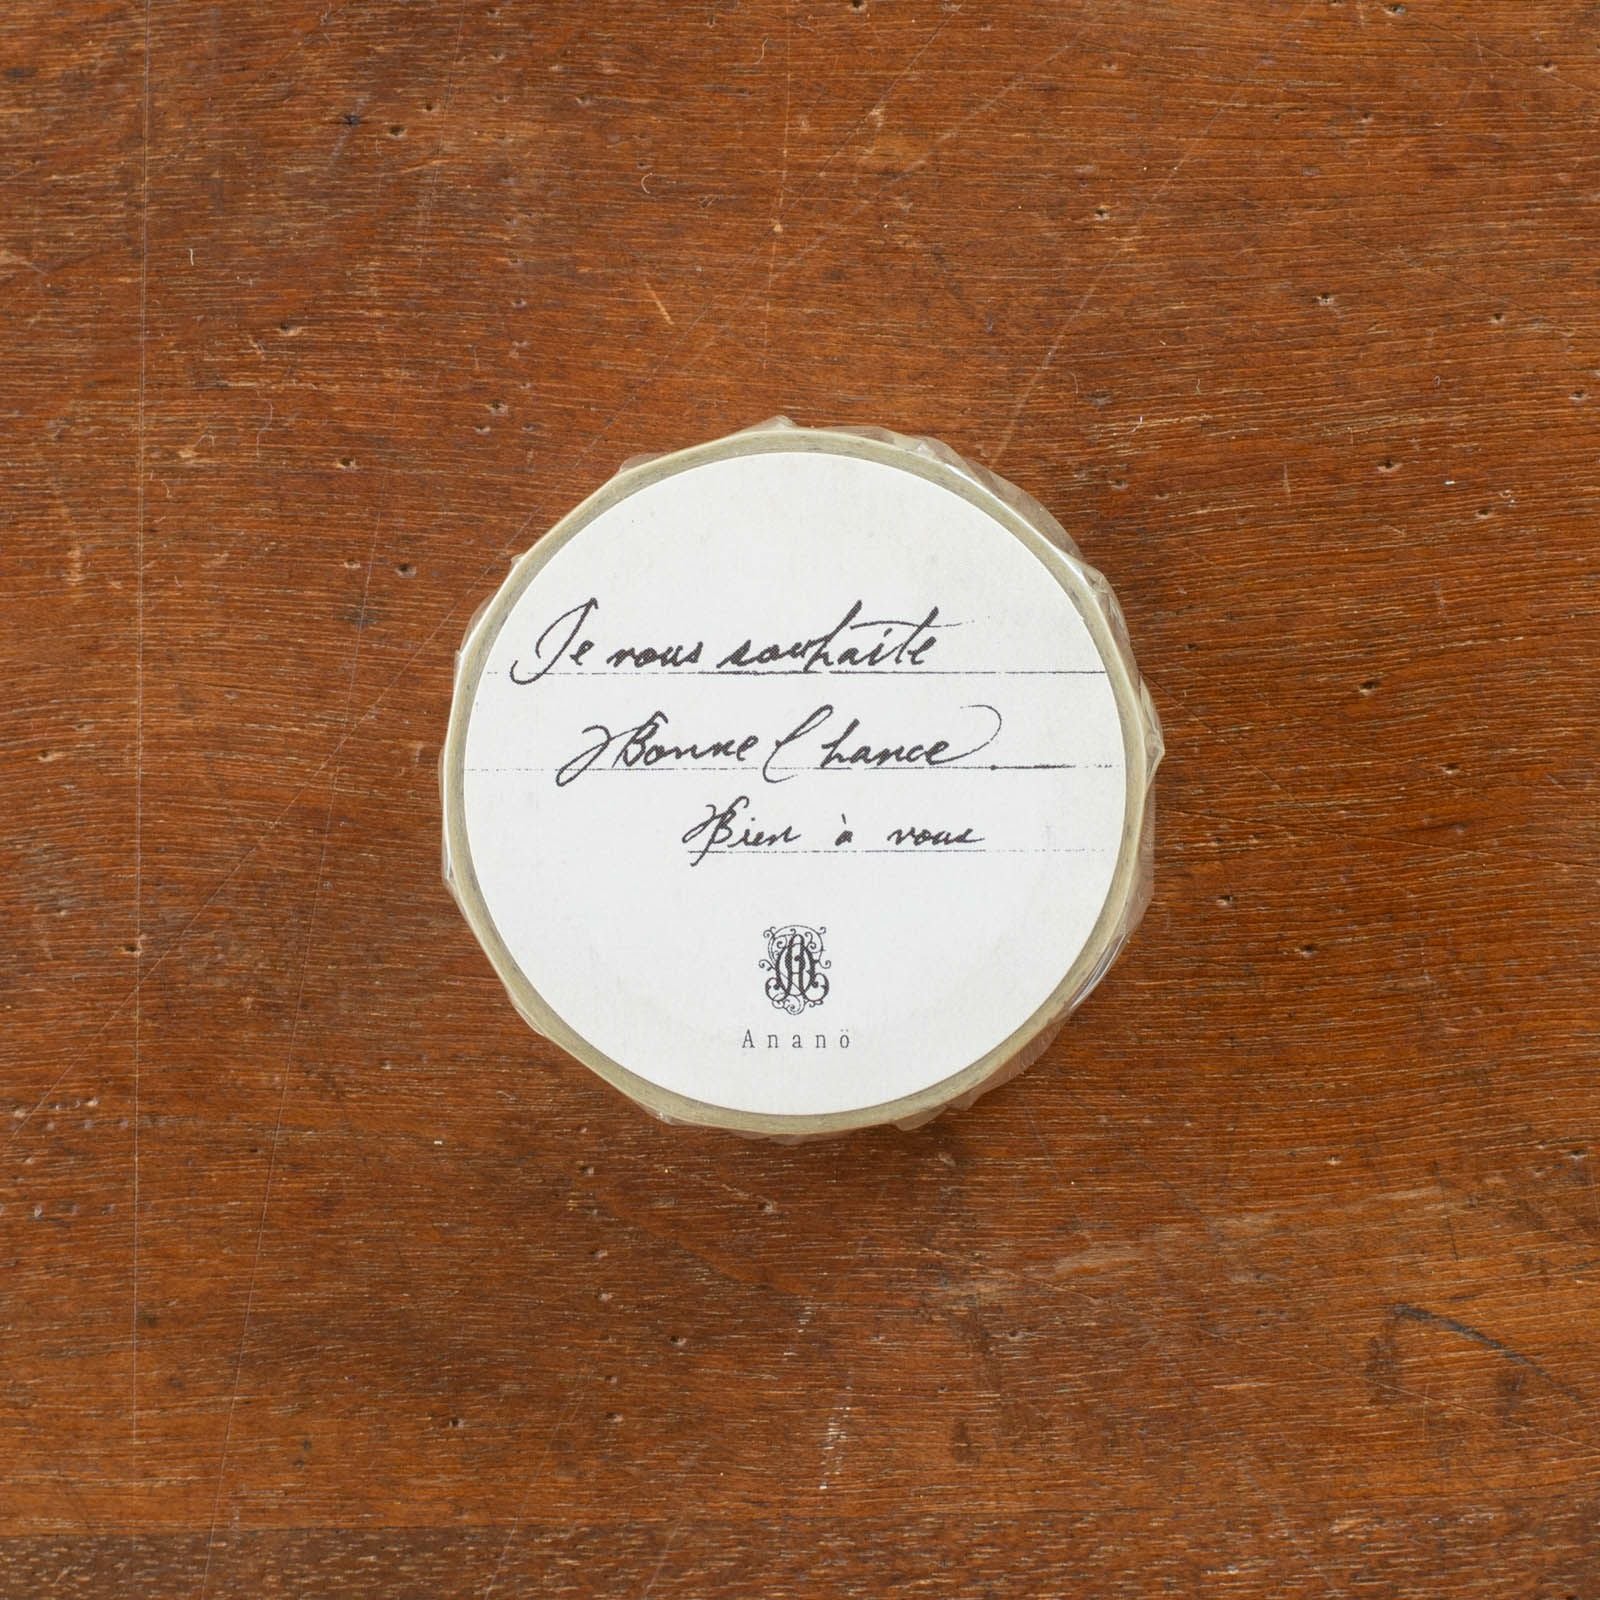 Je vous souhaite
Bonne Chance.
Bien à vous
Ananö